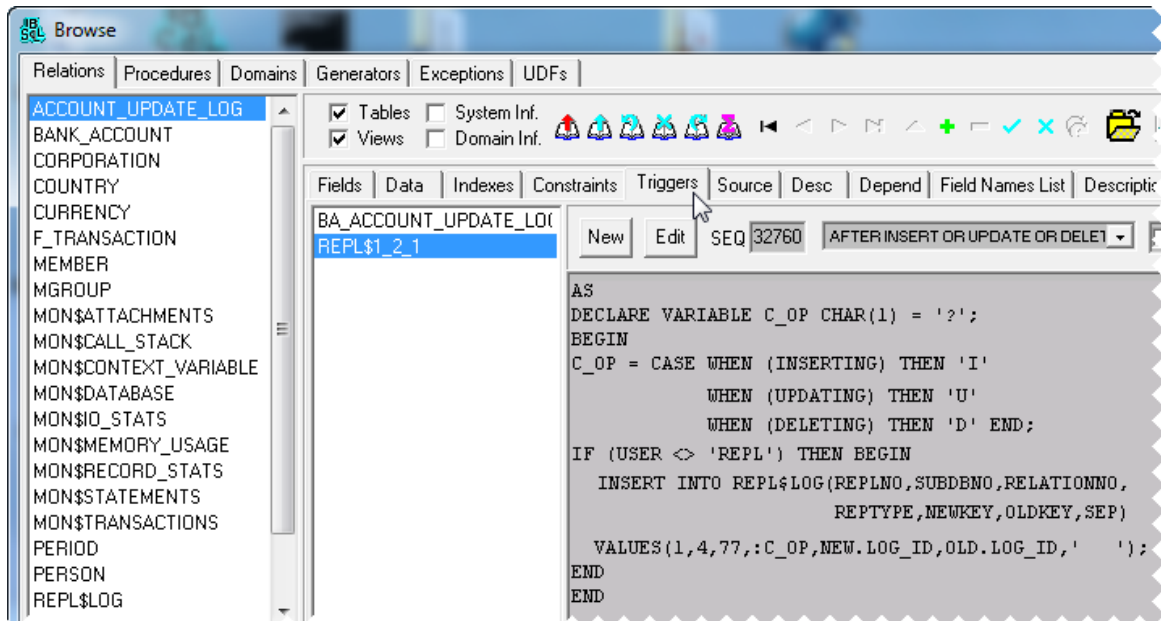 IB SQL Browse
Relations Procedures Domains Generators Exceptions UDFs
ACCOUNT_UPDATE_LOG
BANK_ACCOUNT
CORPORATION
COUNTRY
CURRENCY
F_TRANSACTION
MEMBER
MGROUP
MON$ATTACHMENTS
MON$CALL_STACK
MON$CONTEXT_VARIABLE
MON$DATABASE
MON$IO_STATS
MON$MEMORY_USAGE
MON$RECORD_STATS
MON$STATEMENTS
MON$TRANSACTIONS
PERIOD
PERSON
REPL$LOG
Tables System Inf.
Views Domain Inf.
Fields Data Indexes Constraints Triggers Source Desc Depend Field Names List Descriptic
BA_ACCOUNT_UPDATE_LO(
REPL$1_2_1
New Edit SEQ 32760 AFTER INSERT OR UPDATE OR DELET
AS
DECLARE VARIABLE C_OP CHAR(1) = '?';
BEGIN
C_OP = CASE WHEN (INSERTING) THEN 'I'
WHEN (UPDATING) THEN 'U'
WHEN (DELETING) THEN 'D' END;
IF (USER <> 'REPL') THEN BEGIN
INSERT INTO REPL$LOG(REPLNO,SUBDBNO,RELATIONNO,
REPTYPE,NEWKEY,OLDKEY,SEP)
VALUES(1,4,77,:C_OP,NEW.LOG_ID,OLD.LOG_ID,'   ');
END
END